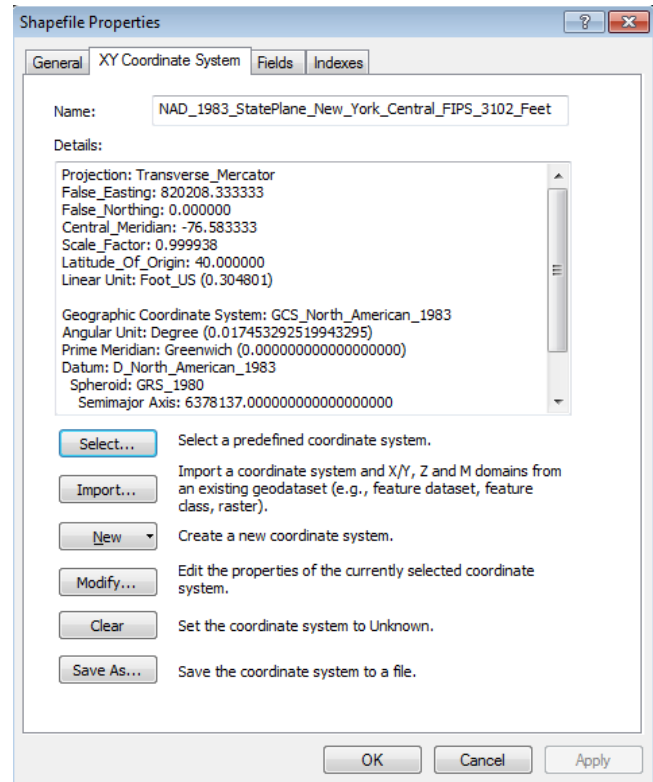 Shapefile Properties
General
XY Coordinate System
Fields
Indexes
Name:
NAD_1983_StatePlane_New_York_Central_FIPS_3102_Feet
Details:
Projection: Transverse_Mercator
False_Easting: 820208.333333
False_Northing: 0.000000
Central_Meridian: -76.583333
Scale_Factor: 0.999938
Latitude_Of_Origin: 40.000000
Linear Unit: Foot_US (0.304801)
Geographic Coordinate System: GCS_North_American_1983
Angular Unit: Degree (0.017453292519943295)
Prime Meridian: Greenwich (0.000000000000000000)
Datum: D_North_American_1983
Spheroid: GRS_1980
Semimajor Axis: 6378137.000000000000000000
Select...
Select a predefined coordinate system.
Import...
Import a coordinate system and X/Y, Z and M domains from
an existing geodataset (e.g., feature dataset, feature
class, raster).
New
Create a new coordinate system.
Modify...
Edit the properties of the currently selected coordinate
system.
Clear
Set the coordinate system to Unknown.
Save As...
Save the coordinate system to a file.
OK
Cancel
Apply